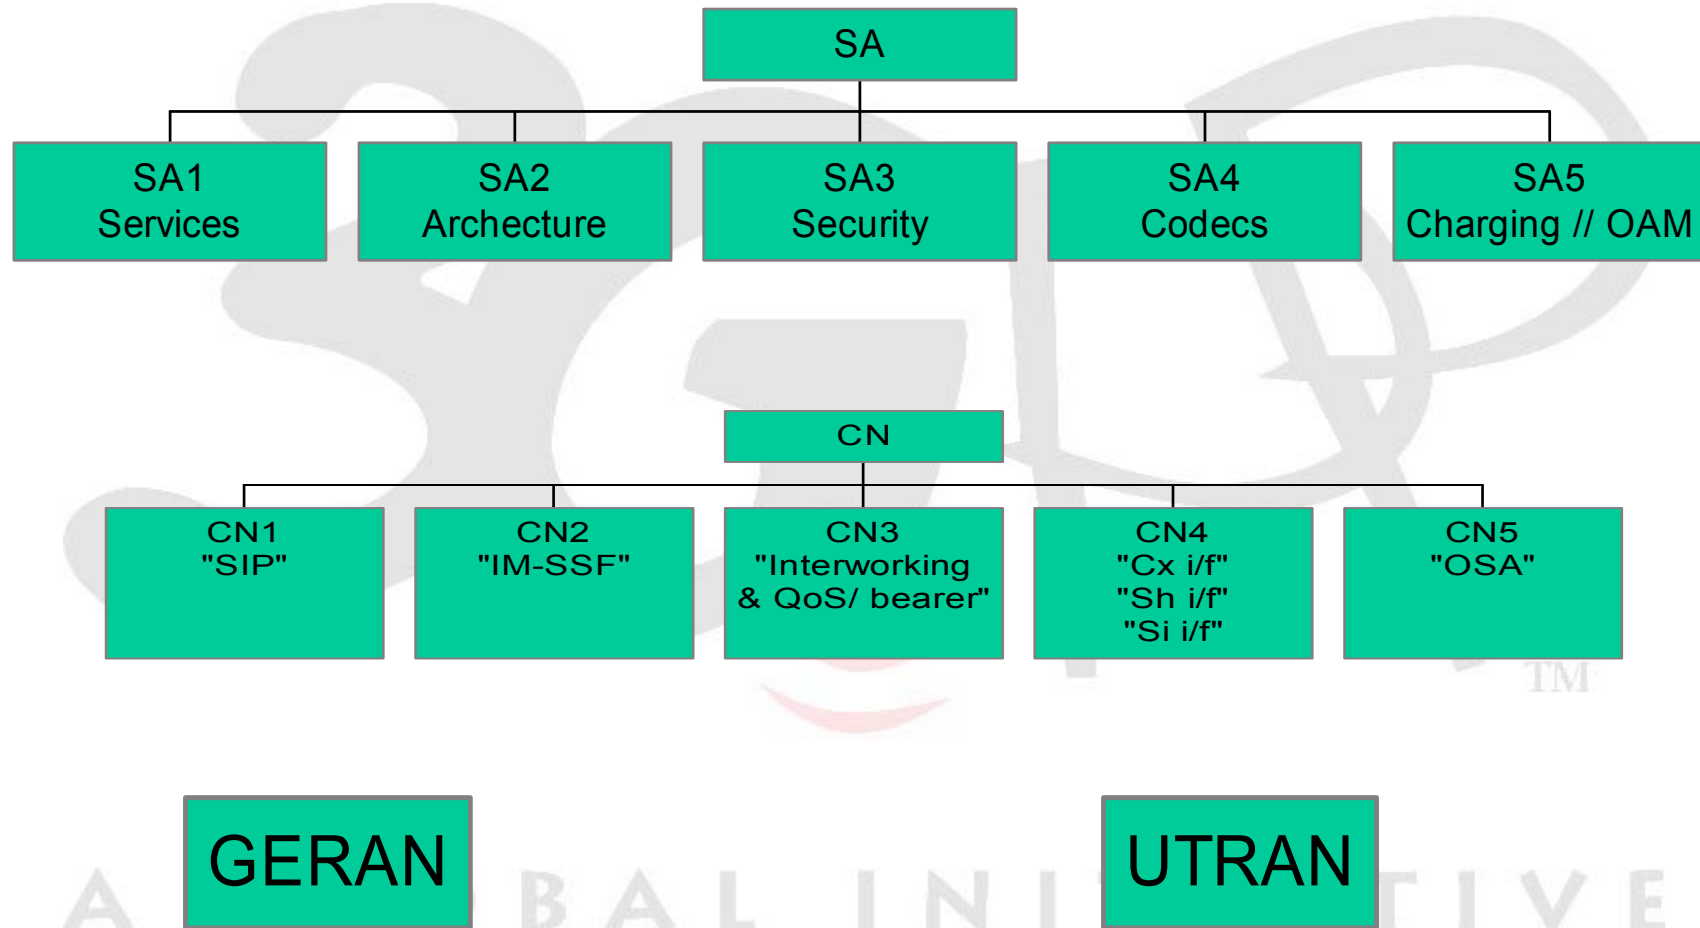 SA
SA1
Services
SA2
Archecture
SA3
Security
SA4
Codecs
SA5
Charging // OAM
CN
CN1
"SIP"
CN2
"IM-SSF"
CN3
"Interworking
& QoS/ bearer"
CN4
"Cx i/f"
"Sh i/f"
"Si i/f"
CN5
"OSA"
TM
GERAN
UTRAN